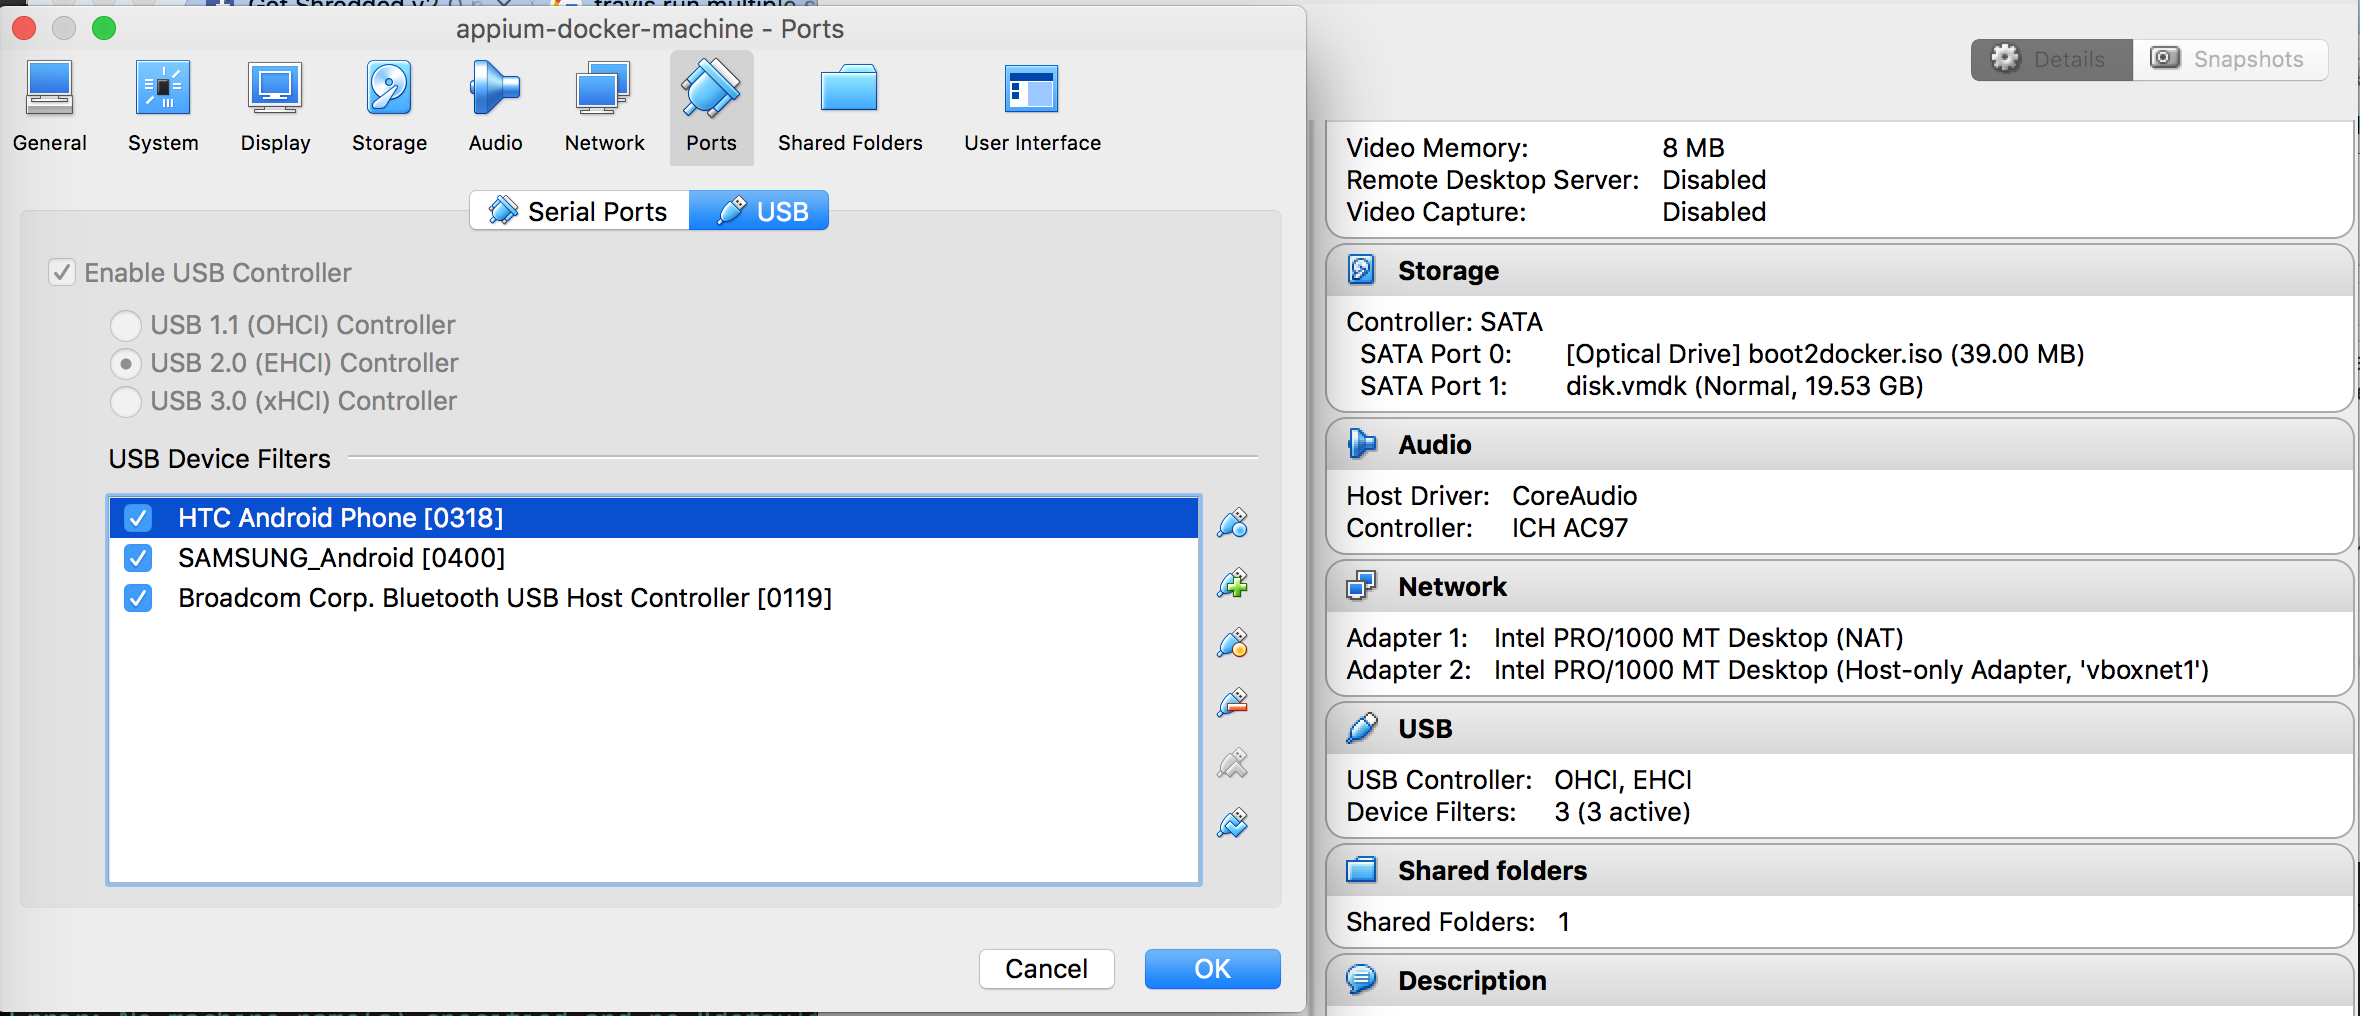 appium-docker-machine - Ports
General
System
Display
Storage
Audio
Network
Ports
Shared Folders
User Interface
Serial Ports
USB
Enable USB Controller
USB 1.1 (OHCI) Controller
USB 2.0 (EHCI) Controller
USB 3.0 (xHCI) Controller
USB Device Filters
HTC Android Phone [0318]
SAMSUNG_Android [0400]
Broadcom Corp. Bluetooth USB Host Controller [0119]
Cancel
OK
Details
Snapshots
Video Memory: 8 MB
Remote Desktop Server: Disabled
Video Capture: Disabled
Storage
Controller: SATA
SATA Port 0: [Optical Drive] boot2docker.iso (39.00 MB)
SATA Port 1: disk.vmdk (Normal, 19.53 GB)
Audio
Host Driver: CoreAudio
Controller: ICH AC97
Network
Adapter 1: Intel PRO/1000 MT Desktop (NAT)
Adapter 2: Intel PRO/1000 MT Desktop (Host-only Adapter, 'vboxnet1')
USB
USB Controller: OHCI, EHCI
Device Filters: 3 (3 active)
Shared folders
Shared Folders: 1
Description